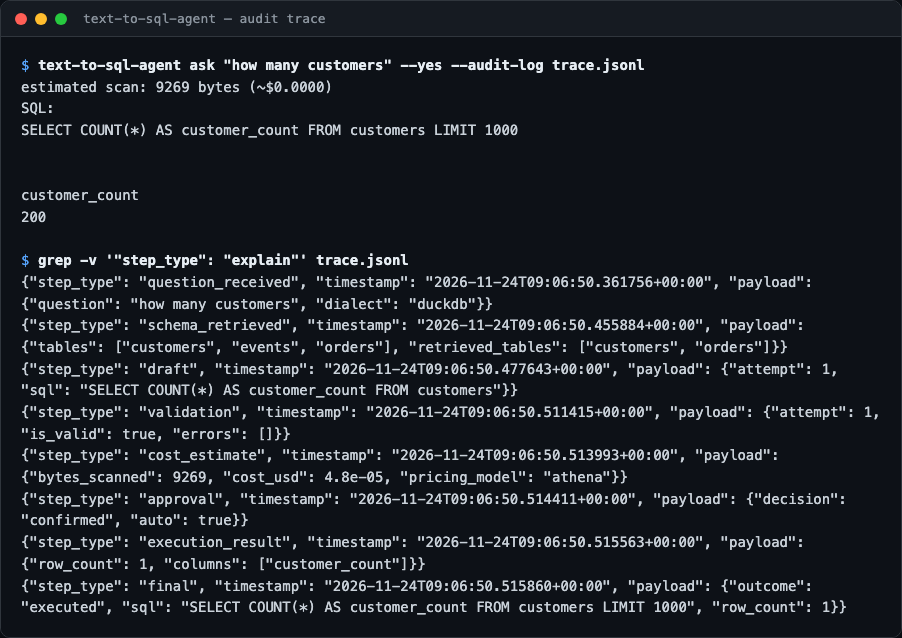 text-to-sql-agent — audit trace
$ text-to-sql-agent ask "how many customers" --yes --audit-log trace.jsonl
estimated scan: 9269 bytes (~$0.0000)
SQL:
SELECT COUNT(*) AS customer_count FROM customers LIMIT 1000
customer_count
200
$ grep -v '"step_type": "explain"' trace.jsonl
{"step_type": "question_received", "timestamp": "2026-11-24T09:06:50.361756+00:00", "payload":
{"question": "how many customers", "dialect": "duckdb"}}
{"step_type": "schema_retrieved", "timestamp": "2026-11-24T09:06:50.455884+00:00", "payload":
{"tables": ["customers", "events", "orders"], "retrieved_tables": ["customers", "orders"]}}
{"step_type": "draft", "timestamp": "2026-11-24T09:06:50.477643+00:00", "payload": {"attempt": 1,
"sql": "SELECT COUNT(*) AS customer_count FROM customers"}}
{"step_type": "validation", "timestamp": "2026-11-24T09:06:50.511415+00:00", "payload": {"attempt": 1,
"is_valid": true, "errors": []}}
{"step_type": "cost_estimate", "timestamp": "2026-11-24T09:06:50.513993+00:00", "payload":
{"bytes_scanned": 9269, "cost_usd": 4.8e-05, "pricing_model": "athena"}}
{"step_type": "approval", "timestamp": "2026-11-24T09:06:50.514411+00:00", "payload": {"decision":
"confirmed", "auto": true}}
{"step_type": "execution_result", "timestamp": "2026-11-24T09:06:50.515563+00:00", "payload":
{"row_count": 1, "columns": ["customer_count"]}}
{"step_type": "final", "timestamp": "2026-11-24T09:06:50.515860+00:00", "payload": {"outcome":
"executed", "sql": "SELECT COUNT(*) AS customer_count FROM customers LIMIT 1000", "row_count": 1}}